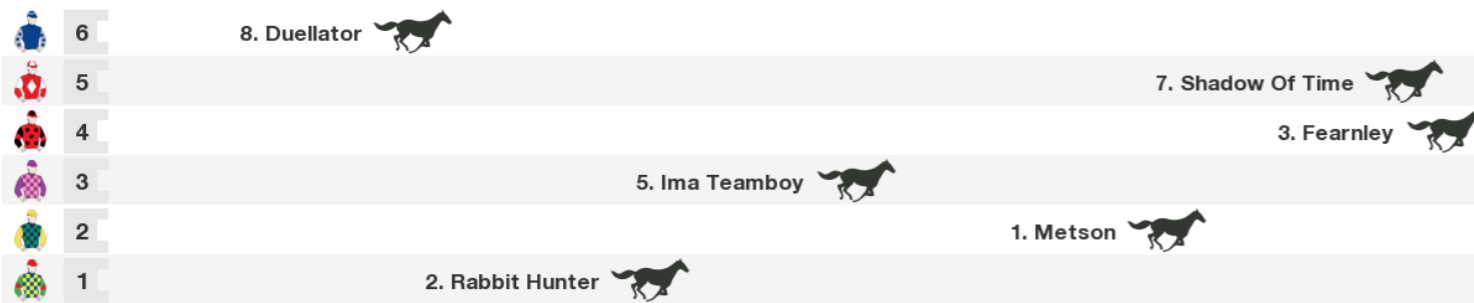 6 8. Duellator
5 7. Shadow Of Time
4 3. Fearnley
3 5. Ima Teamboy
2 1. Metson
1 2. Rabbit Hunter